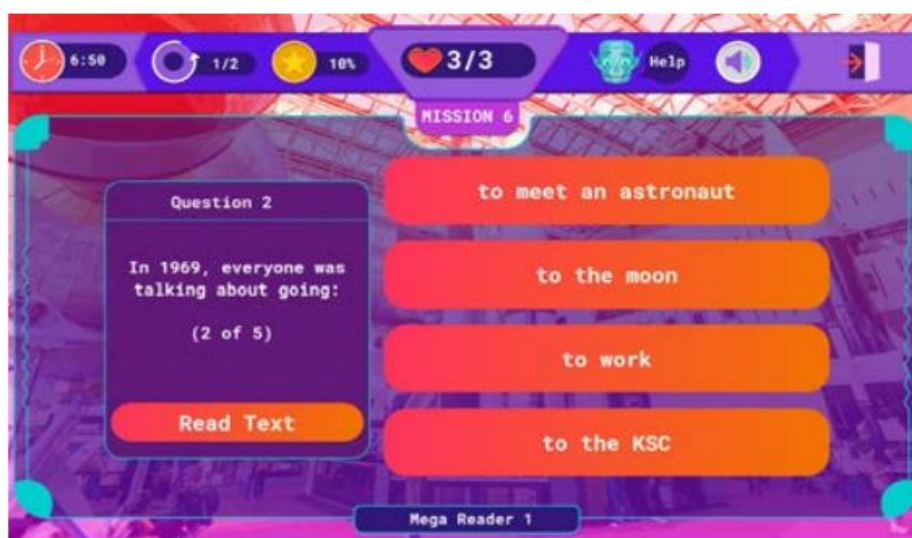 6:50
1/2
10%
3/3
Help
MISSION 6
Question 2
In 1969, everyone was
talking about going:
(2 of 5)
Read Text
to meet an astronaut
to the moon
to work
to the KSC
Mega Reader 1